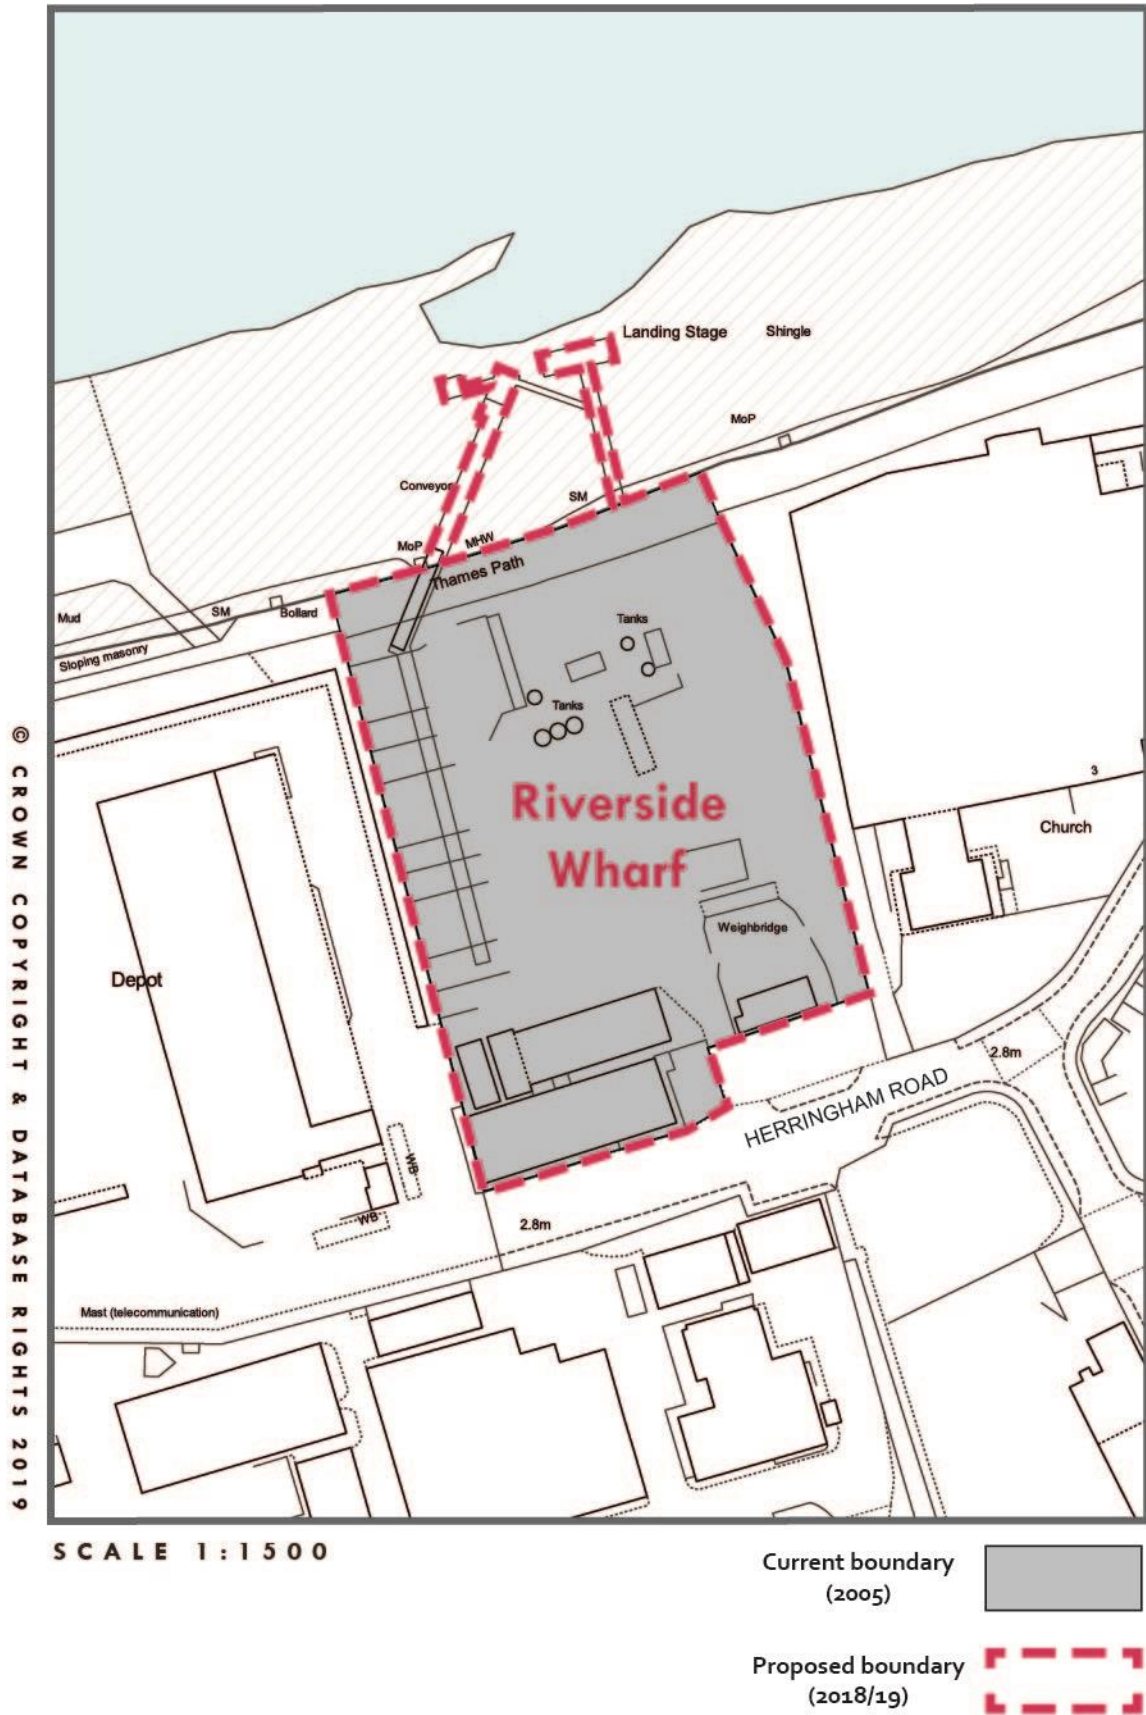 Landing Stage
Shingle
MoP
Conveyor
SM
MHW
MoP
Thames Path
Mud
SM
Bollard
Sloping masonry
Tanks
Tanks
Riverside
Wharf
3
Church
Weighbridge
Depot
2.8m
HERRINGHAM ROAD
WB
WB
2.8m
Mast (telecommunication)
© CROWN COPYRIGHT & DATABASE RIGHTS 2019
SCALE 1:1500
Current boundary
(2005)
Proposed boundary
(2018/19)